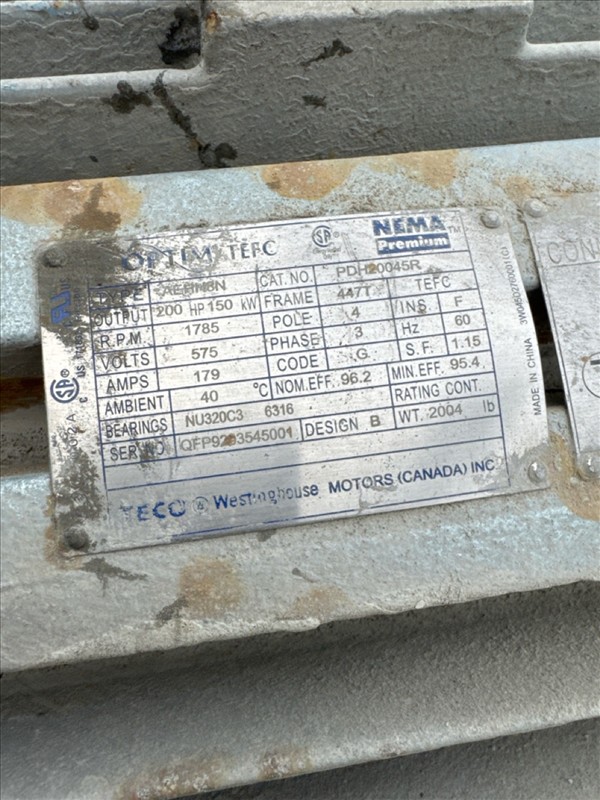 OPTIM TEFC
NEMA
Premium
TYPE AEHH8N CAT.NO. PDH20045R
OUTPUT 200 HP 150 kW FRAME 447T TEFC
R.P.M. 1785 POLE 4 INS. F
VOLTS 575 PHASE 3 Hz 60
AMPS 179 CODE G S.F. 1.15
AMBIENT 40 °C NOM.EFF. 96.2 MIN.EFF. 95.4
BEARINGS NU320C3 6316 RATING CONT.
SER.NO. DESIGN B WT. 2004 lb
TECO Westinghouse MOTORS (CANADA) INC
MADE IN CHINA
CON